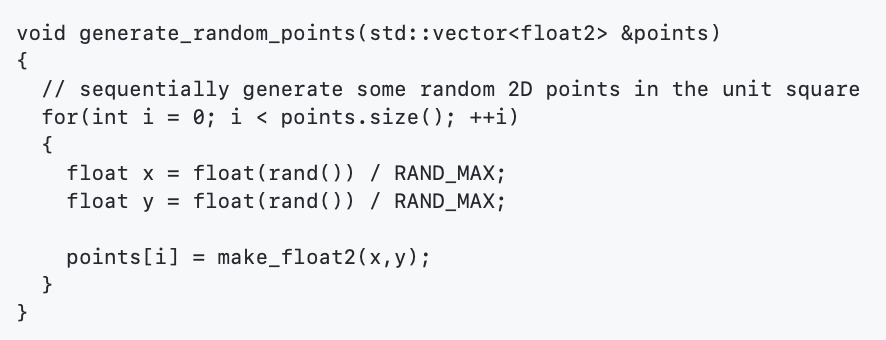 void generate_random_points(std::vector<float2> &points)
{
  // sequentially generate some random 2D points in the unit square
  for(int i = 0; i < points.size(); ++i)
  {
    float x = float(rand()) / RAND_MAX;
    float y = float(rand()) / RAND_MAX;

    points[i] = make_float2(x,y);
  }
}